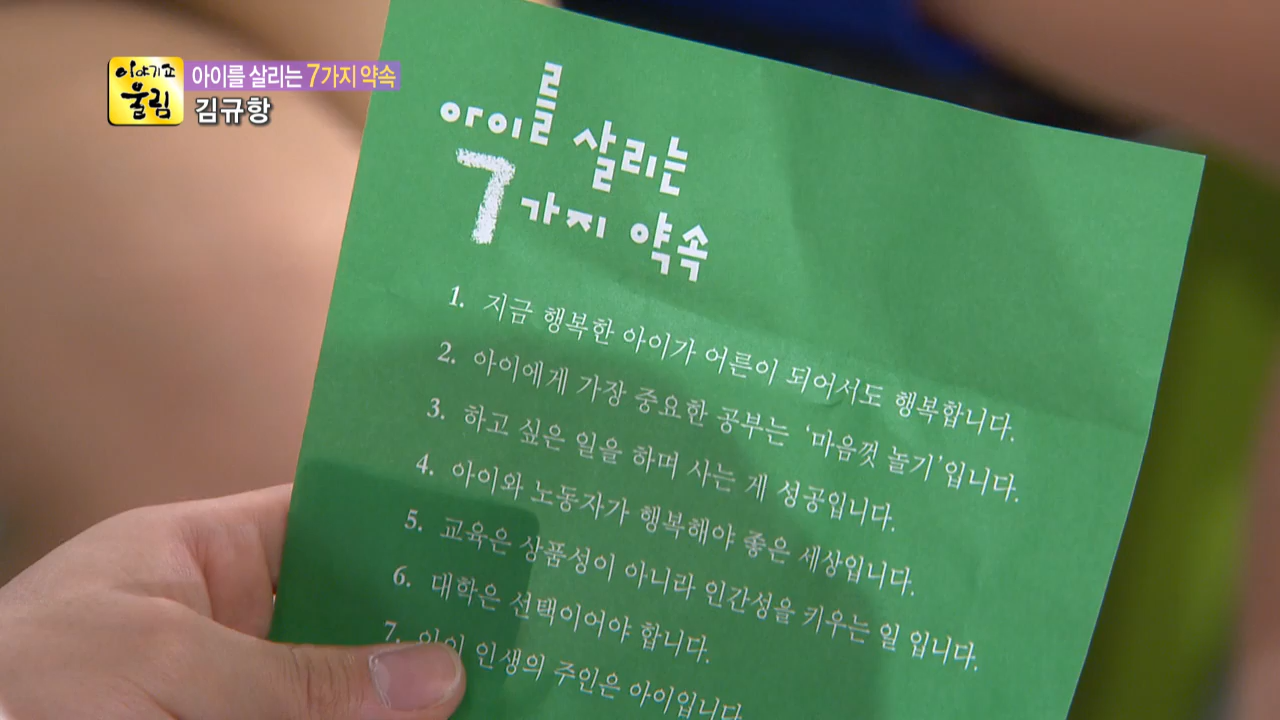 이야기쇼
울림
아이를 살리는 7가지 약속
김규항
아이를 살리는
7가지 약속
1. 지금 행복한 아이가 어른이 되어서도 행복합니다.
2. 아이에게 가장 중요한 공부는 ‘마음껏 놀기’입니다.
3. 하고 싶은 일을 하며 사는 게 성공입니다.
4. 아이와 노동자가 행복해야 좋은 세상입니다.
5. 교육은 상품성이 아니라 인간성을 키우는 일 입니다.
6. 대학은 선택이어야 합니다.
7. 인생의 주인은 아이입니다